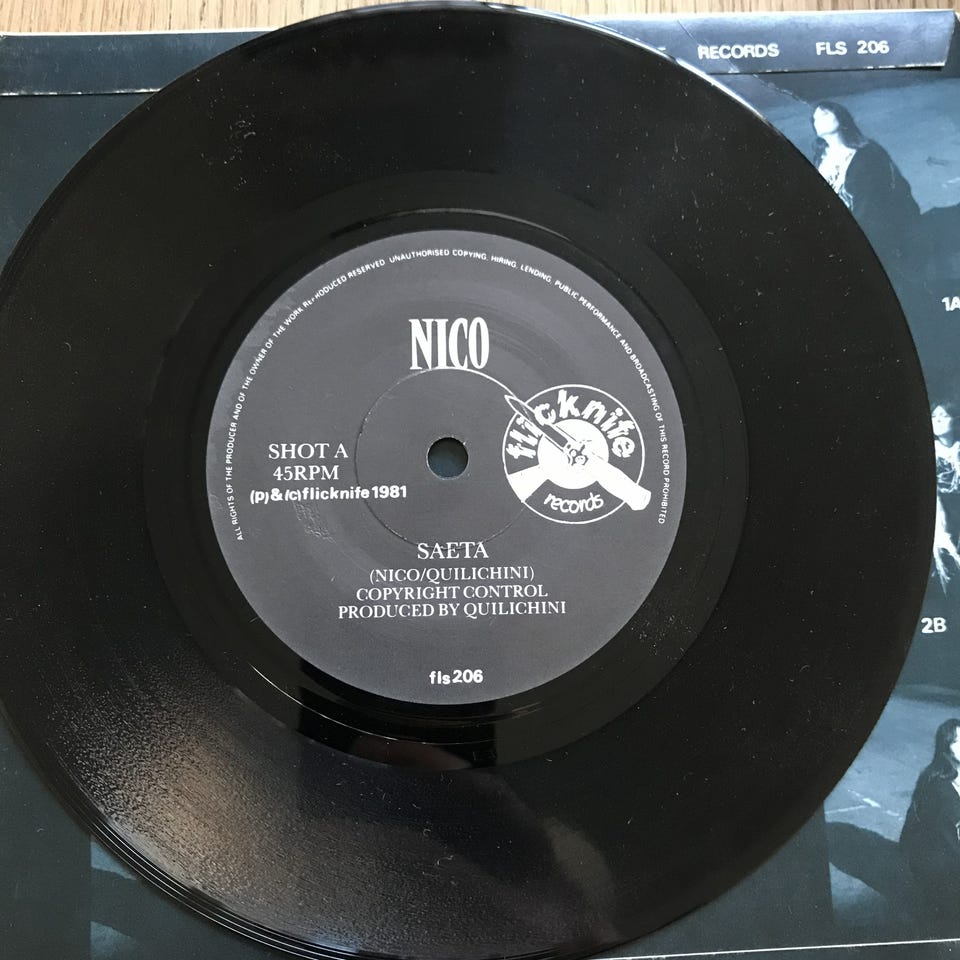 RECORDS FLS 206
ALL RIGHTS OF THE PRODUCER AND OF THE OWNER OF THE WORK REPRODUCED RESERVED. UNAUTHORISED COPYING, HIRING, LENDING, PUBLIC PERFORMANCE AND BROADCASTING OF THIS RECORD PROHIBITED
NICO
flicknife
records
SHOT A
45RPM
(p) & (c) flicknife 1981
SAETA
(NICO/QUILICHINI)
COPYRIGHT CONTROL
PRODUCED BY QUILICHINI
fls 206
1A
2B